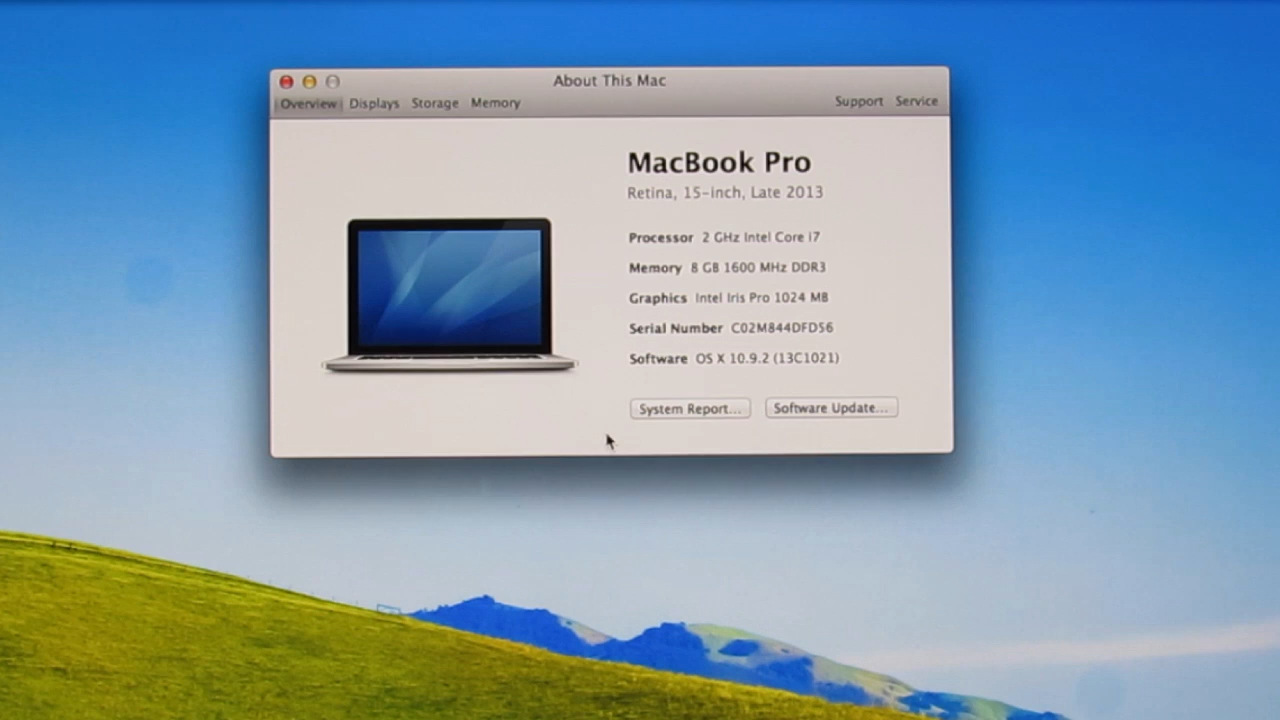 About This Mac
Overview Displays Storage Memory Support Service
MacBook Pro
Retina, 15-inch, Late 2013
Processor 2 GHz Intel Core i7
Memory 8 GB 1600 MHz DDR3
Graphics Intel Iris Pro 1024 MB
Serial Number C02M844DFD56
Software OS X 10.9.2 (13C1021)
System Report... Software Update...